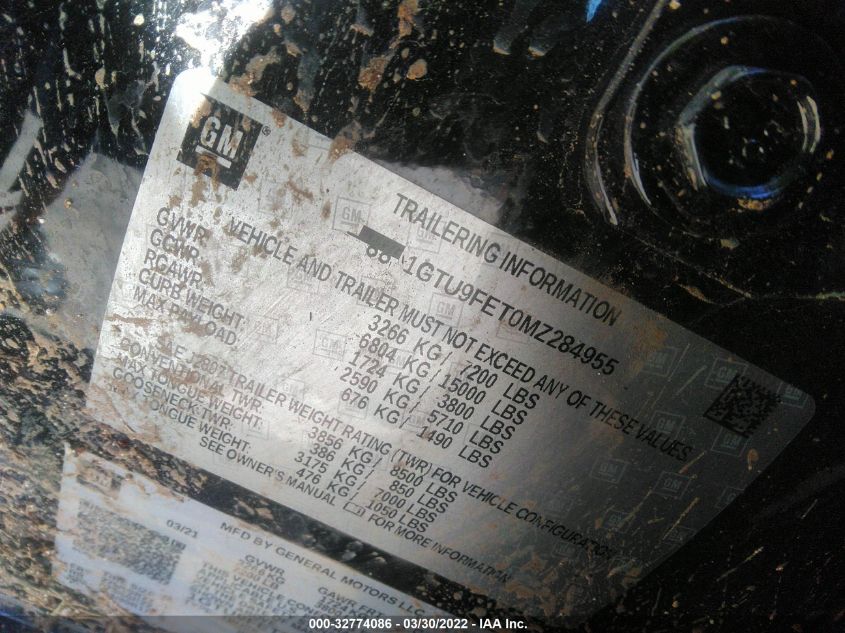 GM
TRAILERING INFORMATION
1GTU9FET0MZ284955
VEHICLE AND TRAILER MUST NOT EXCEED ANY OF THESE VALUES
GVWR: 3266 KG / 7200 LBS
GCWR: 6804 KG / 15000 LBS
RGAWR: 1724 KG / 3800 LBS
CURB WEIGHT: 2590 KG / 5710 LBS
MAX PAYLOAD: 676 KG / 1490 LBS
SAE J2807 TRAILER WEIGHT RATING (TWR) FOR VEHICLE CONFIGURATION
CONVENTIONAL TWR: 3856 KG / 8500 LBS
MAX TONGUE WEIGHT: 386 KG / 850 LBS
GOOSENECK TWR: 3175 KG / 7000 LBS
TONGUE WEIGHT: 476 KG / 1050 LBS
SEE OWNER'S MANUAL FOR MORE INFORMATION
03/21
MFD BY GENERAL MOTORS LLC
GVWR
GAWR FRT
000-32774086 - 03/30/2022 - IAA Inc.